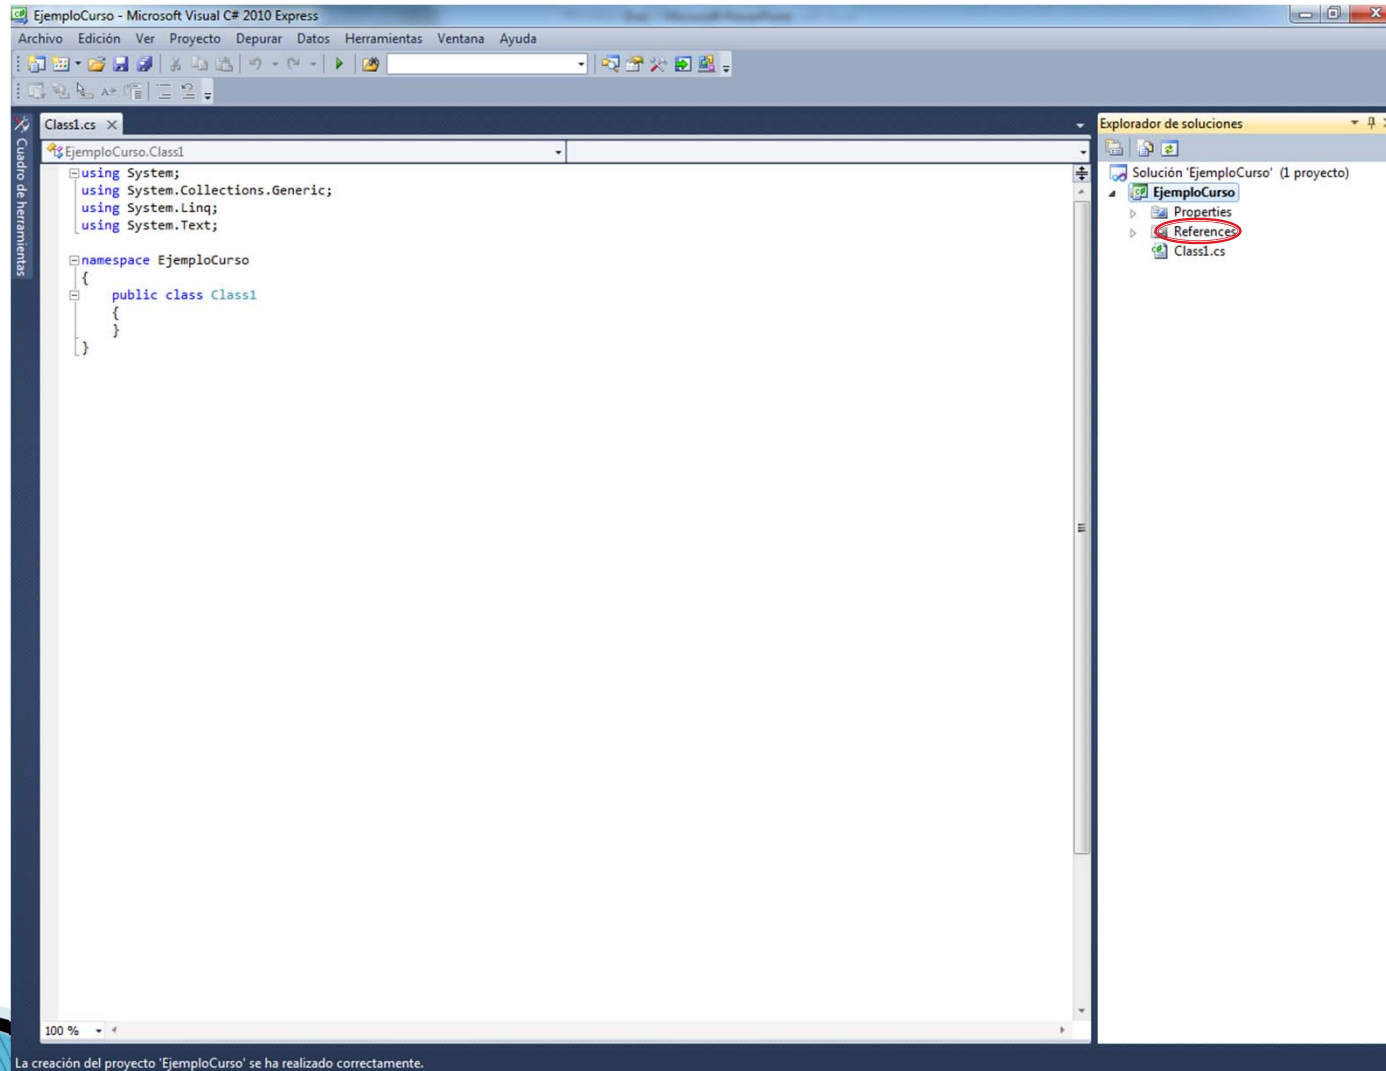 EjemploCurso - Microsoft Visual C# 2010 Express
Archivo Edición Ver Proyecto Depurar Datos Herramientas Ventana Ayuda
Cuadro de herramientas
Class1.cs
EjemploCurso.Class1
using System;
using System.Collections.Generic;
using System.Linq;
using System.Text;
namespace EjemploCurso
{
public class Class1
{
}
}
100 %
Explorador de soluciones
Solución 'EjemploCurso' (1 proyecto)
EjemploCurso
Properties
References
Class1.cs
La creación del proyecto 'EjemploCurso' se ha realizado correctamente.